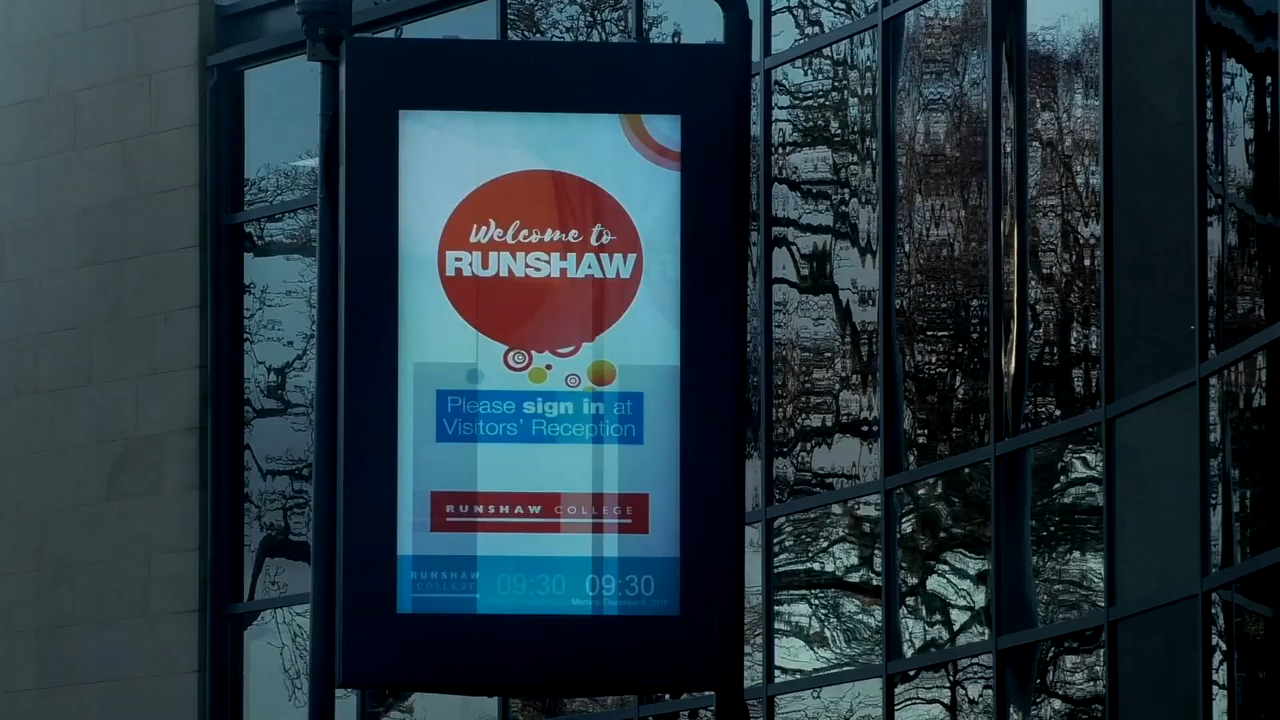 Welcome to
RUNSHAW
Please sign in at
Visitors' Reception
RUNSHAW COLLEGE
RUNSHAW
COLLEGE
09:30 09:30